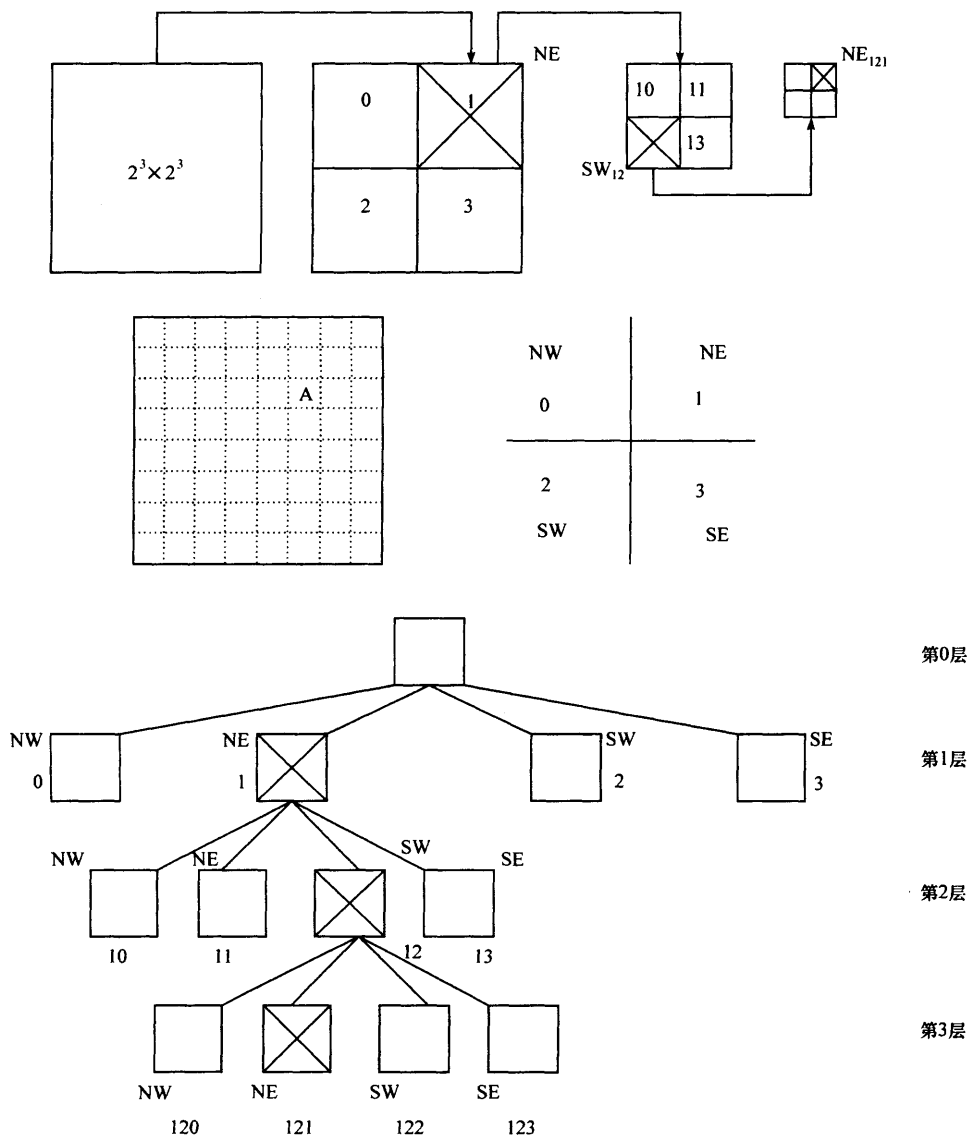 NE
NE₁₂₁
0 1
10 11
2³×2³
13
SW₁₂
2 3
NW NE
A
0 1
2 3
SW SE
第0层
NW NE SW SE
第1层
0 1 2 3
NW NE SW SE
第2层
10 11 12 13
第3层
NW NE SW SE
120 121 122 123